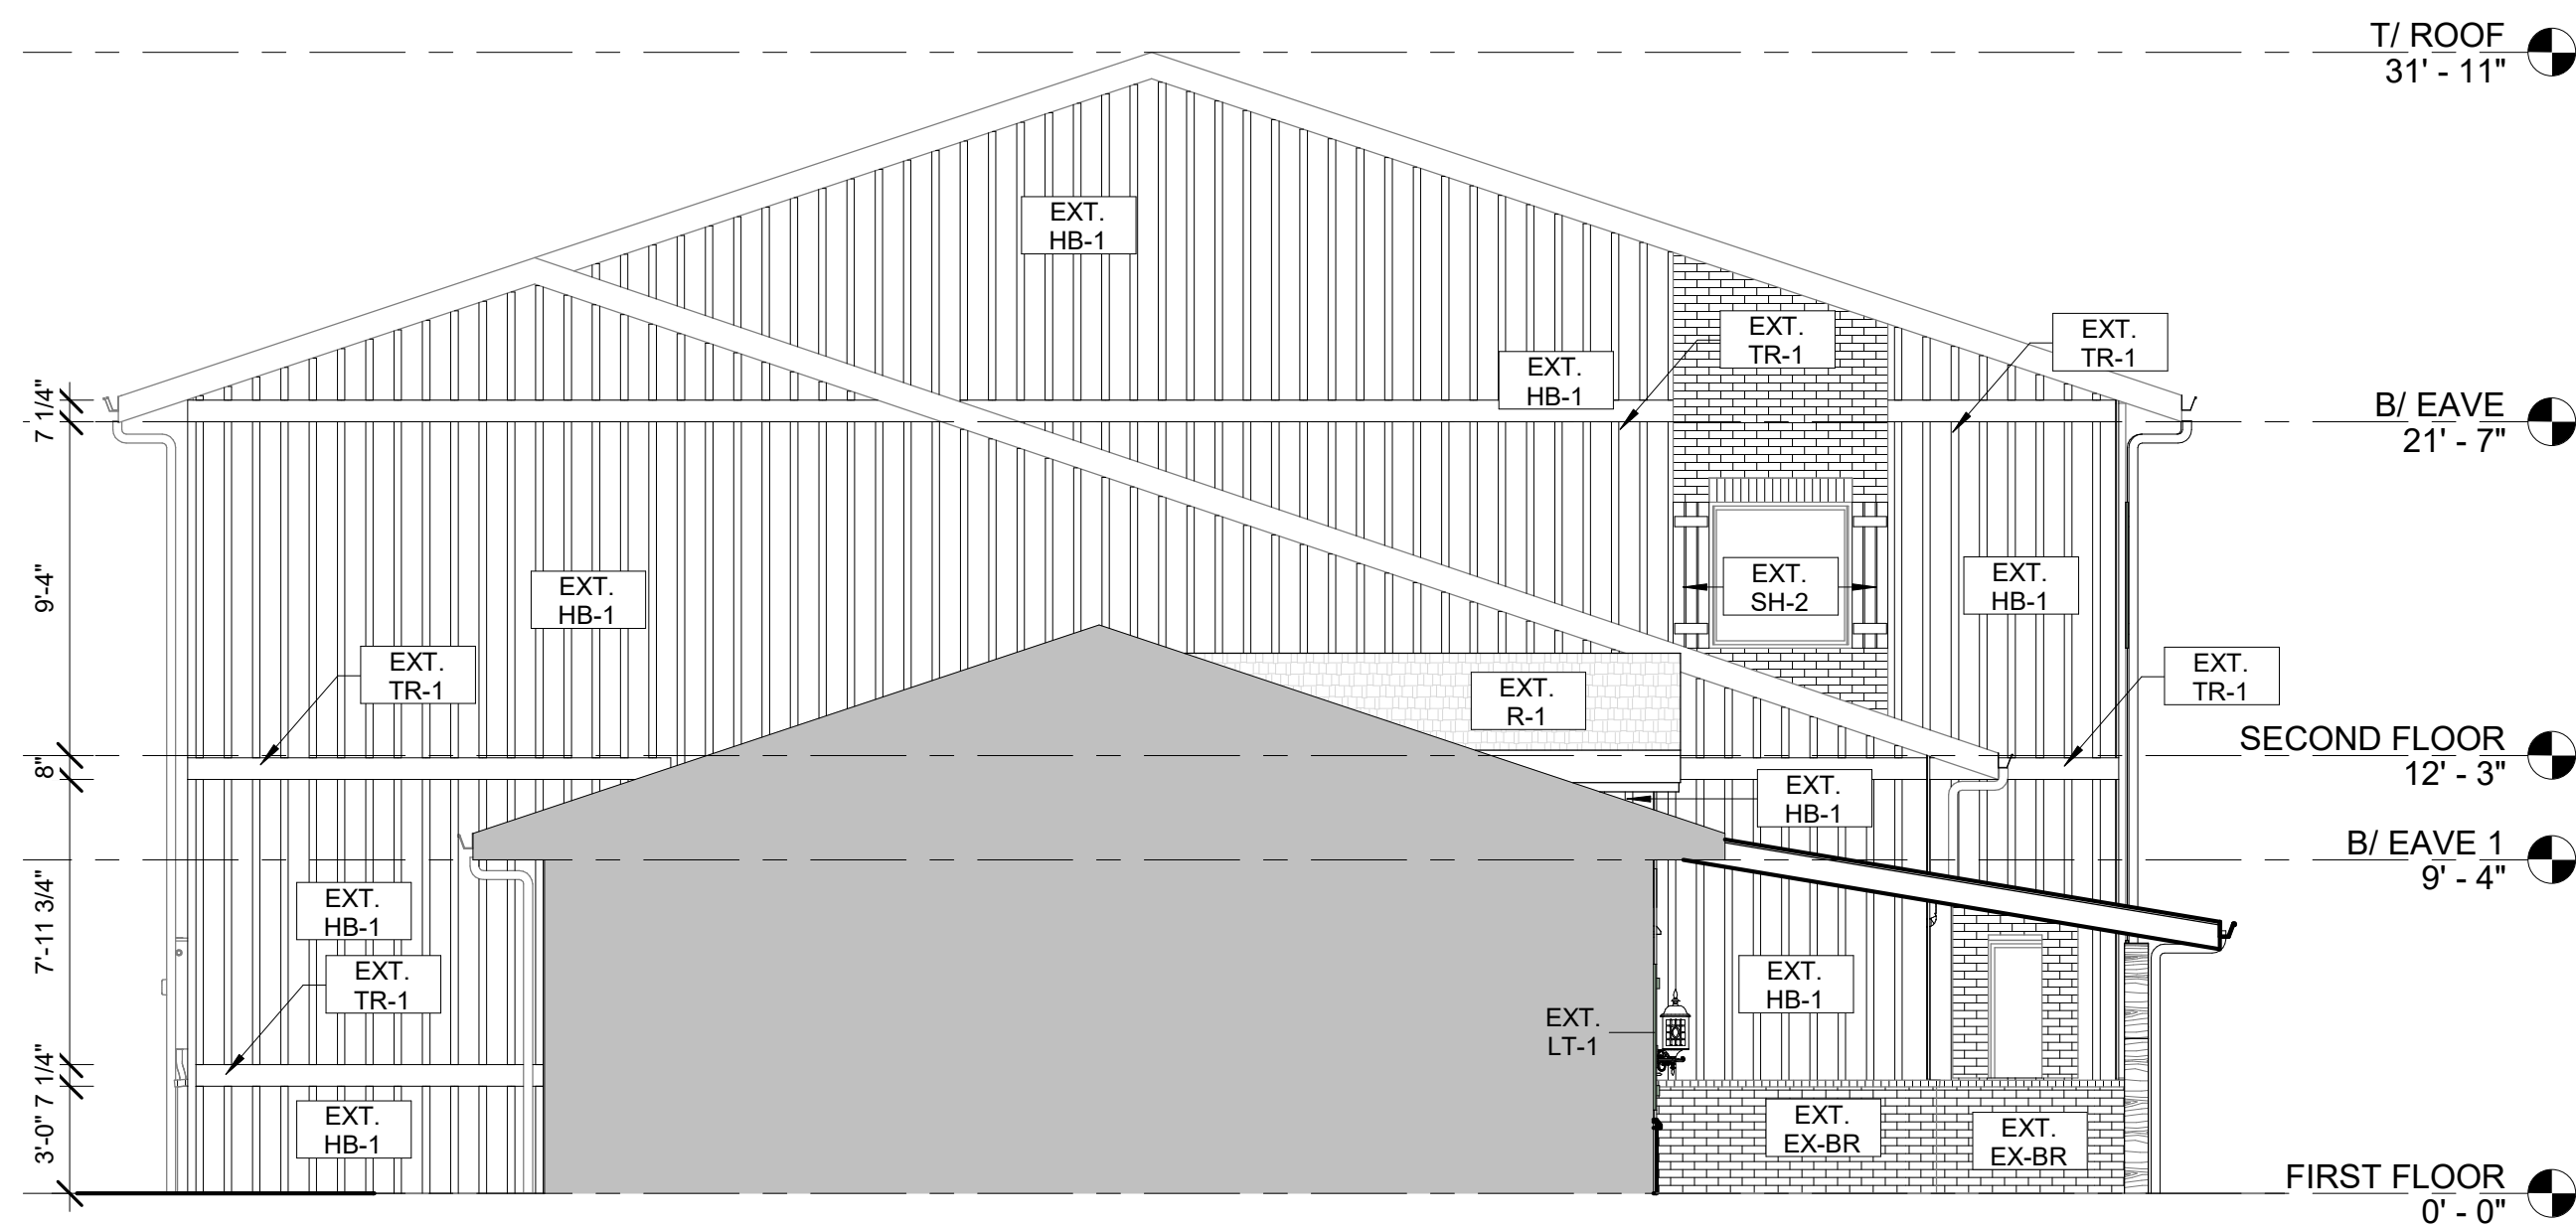 T/ ROOF
31' - 11"
EXT.
HB-1
EXT.
TR-1
EXT.
TR-1
EXT.
HB-1
7 1/4"
B/ EAVE
21' - 7"
9'-4"
EXT.
HB-1
EXT.
SH-2
EXT.
HB-1
EXT.
TR-1
EXT.
R-1
EXT.
TR-1
SECOND FLOOR
12' - 3"
8"
EXT.
HB-1
B/ EAVE 1
9' - 4"
7'-11 3/4"
EXT.
HB-1
EXT.
TR-1
EXT.
HB-1
EXT.
LT-1
7 1/4"
3'-0"
EXT.
HB-1
EXT.
EX-BR
EXT.
EX-BR
FIRST FLOOR
0' - 0"